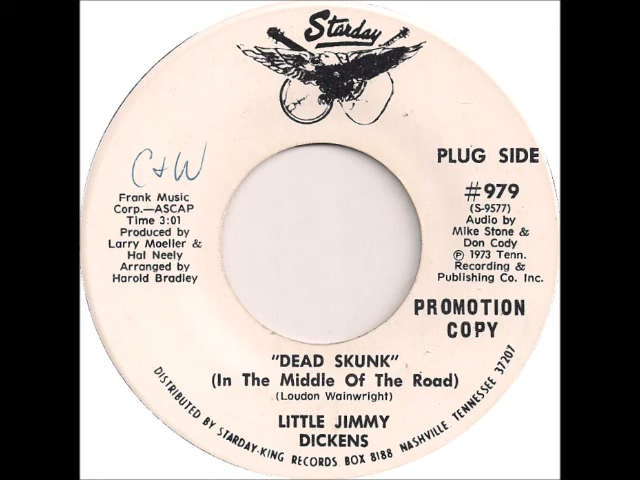 Starday
C+W
PLUG SIDE
Frank Music
Corp.—ASCAP
Time 3:01
Produced by
Larry Moeller &
Hal Neely
Arranged by
Harold Bradley
#979
(S-9577)
Audio by
Mike Stone &
Don Cody
Ⓟ 1973 Tenn.
Recording &
Publishing Co. Inc.
PROMOTION
COPY
"DEAD SKUNK"
(In The Middle Of The Road)
(Loudon Wainwright)
LITTLE JIMMY
DICKENS
DISTRIBUTED BY STARDAY-KING RECORDS BOX 8188 NASHVILLE, TENNESSEE 37207